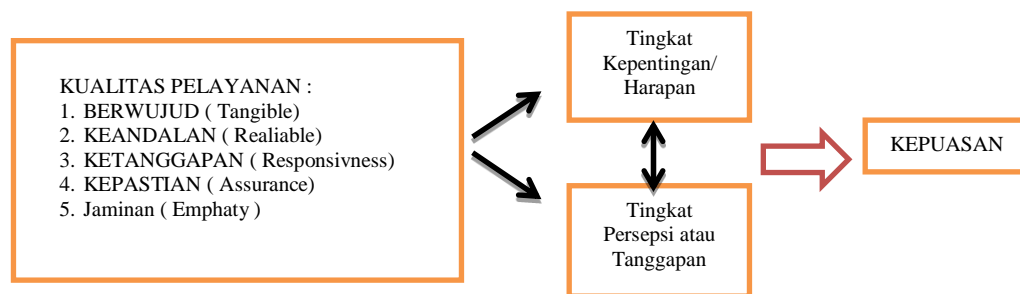 KUALITAS PELAYANAN :
1. BERWUJUD ( Tangible)
2. KEANDALAN ( Realiable)
3. KETANGGAPAN ( Responsivness)
4. KEPASTIAN ( Assurance)
5. Jaminan ( Emphaty )
Tingkat
Kepentingan/
Harapan
Tingkat
Persepsi atau
Tanggapan
KEPUASAN